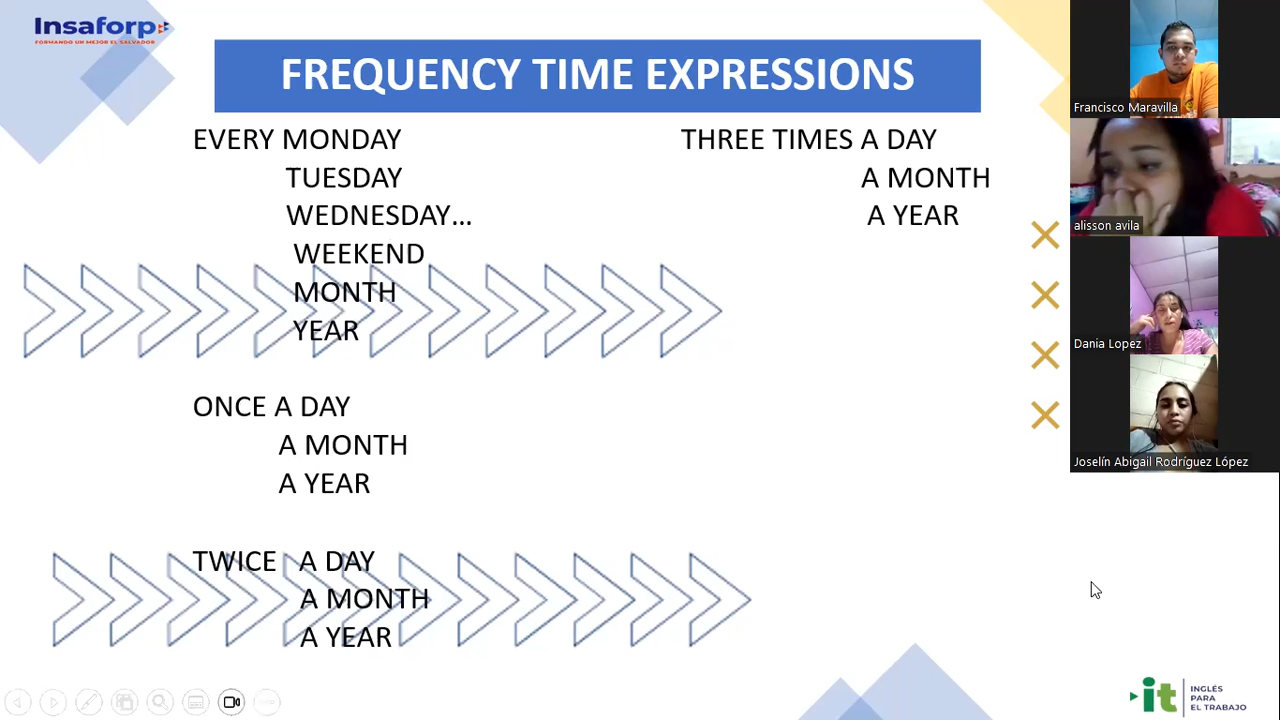 Insaforp
FORMANDO UN MEJOR EL SALVADOR
FREQUENCY TIME EXPRESSIONS
EVERY MONDAY
TUESDAY
WEDNESDAY...
WEEKEND
MONTH
YEAR
ONCE A DAY
A MONTH
A YEAR
TWICE A DAY
A MONTH
A YEAR
THREE TIMES A DAY
A MONTH
A YEAR
Francisco Maravilla
alisson avila
Dania Lopez
Joselín Abigail Rodríguez López
it
INGLÉS
PARA
EL TRABAJO